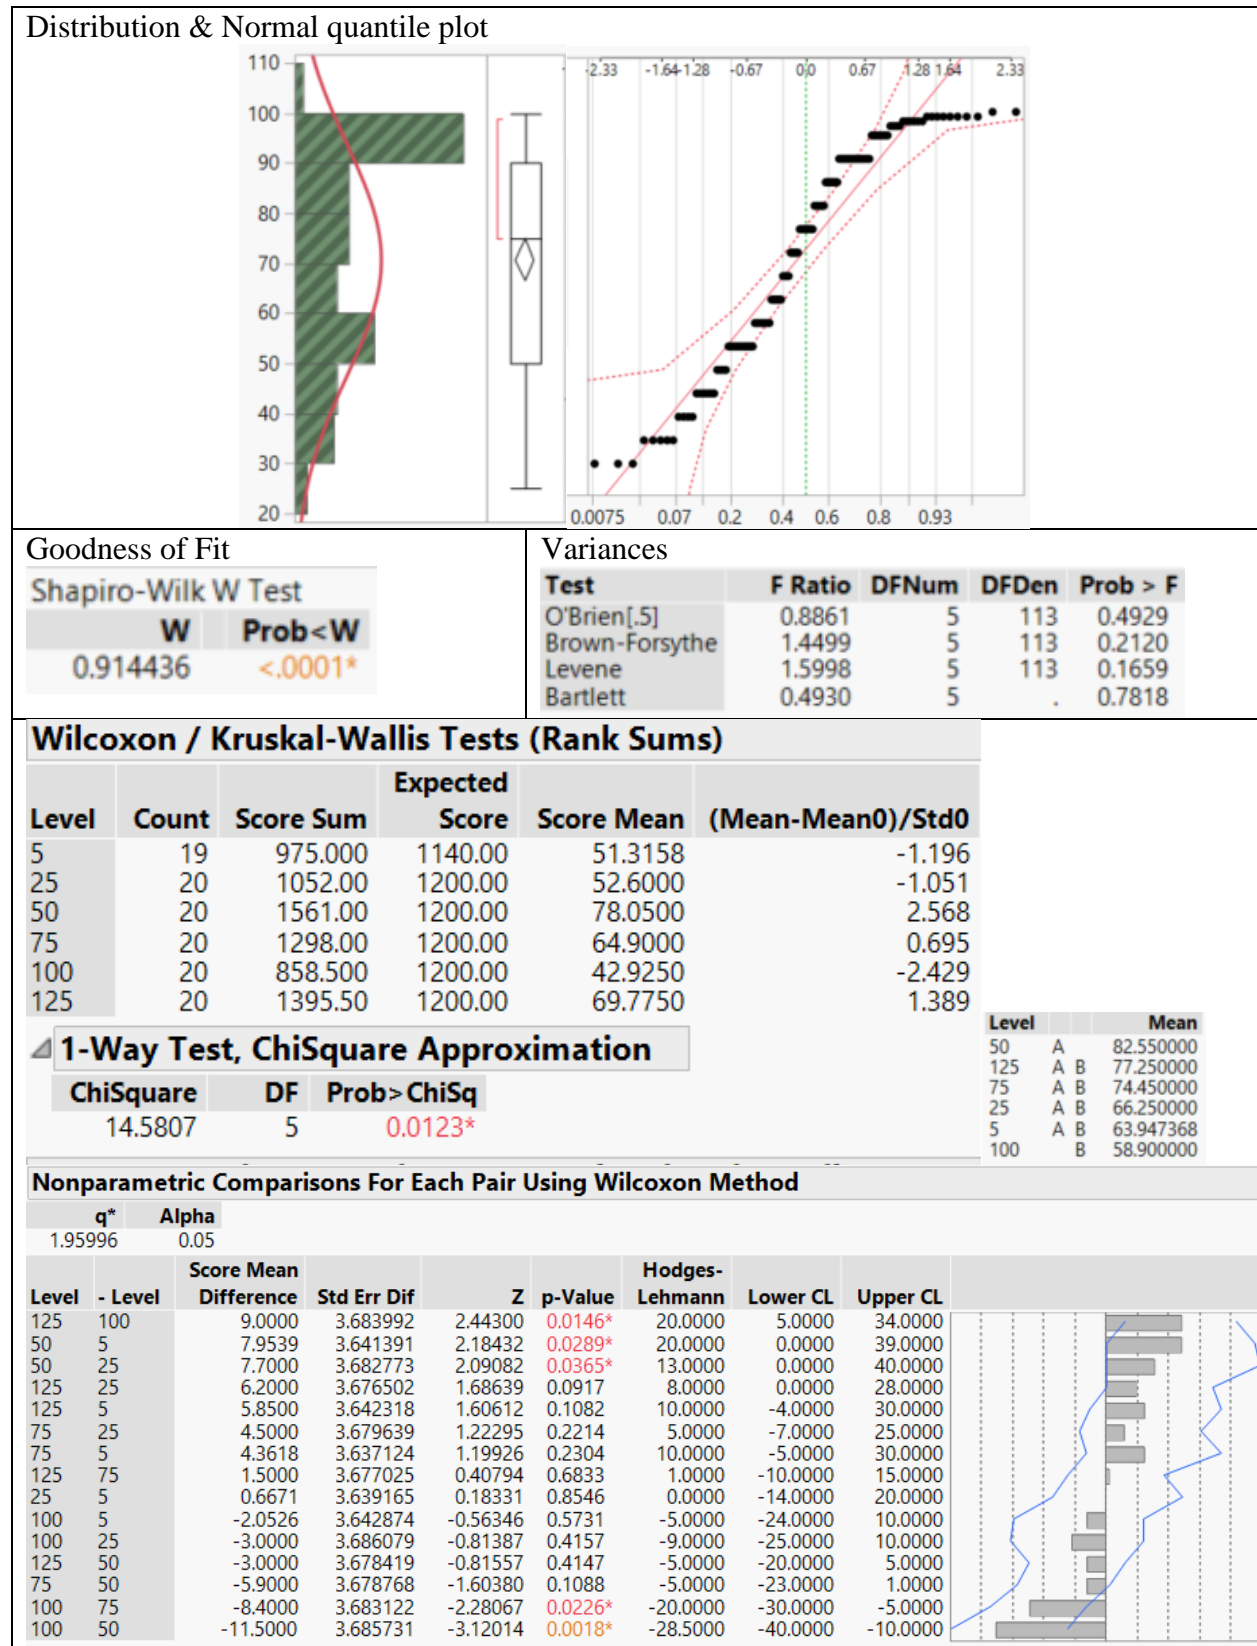 Distribution & Normal quantile plot
110
100
90
80
70
60
50
40
30
20
-2.33 -1.64 -1.28 -0.67 0.0 0.67 1.28 1.64 2.33
0.0075 0.07 0.2 0.4 0.6 0.8 0.93
Goodness of Fit
Shapiro-Wilk W Test
W Prob<W
0.914436 <.0001*
Variances
Test F Ratio DFNum DFDen Prob > F
O'Brien[.5] 0.8861 5 113 0.4929
Brown-Forsythe 1.4499 5 113 0.2120
Levene 1.5998 5 113 0.1659
Bartlett 0.4930 5 . 0.7818
Wilcoxon / Kruskal-Wallis Tests (Rank Sums)
Expected
Level Count Score Sum Score Score Mean (Mean-Mean0)/Std0
5 19 975.000 1140.00 51.3158 -1.196
25 20 1052.00 1200.00 52.6000 -1.051
50 20 1561.00 1200.00 78.0500 2.568
75 20 1298.00 1200.00 64.9000 0.695
100 20 858.500 1200.00 42.9250 -2.429
125 20 1395.50 1200.00 69.7750 1.389
1-Way Test, ChiSquare Approximation
ChiSquare DF Prob>ChiSq
14.5807 5 0.0123*
Level Mean
50 A 82.550000
125 A B 77.250000
75 A B 74.450000
25 A B 66.250000
5 A B 63.947368
100 B 58.900000
Nonparametric Comparisons For Each Pair Using Wilcoxon Method
q* Alpha
1.95996 0.05
Score Mean Hodges-
Level - Level Difference Std Err Dif Z p-Value Lehmann Lower CL Upper CL
125 100 9.0000 3.683992 2.44300 0.0146* 20.0000 5.0000 34.0000
50 5 7.9539 3.641391 2.18432 0.0289* 20.0000 0.0000 39.0000
50 25 7.7000 3.682773 2.09082 0.0365* 13.0000 0.0000 40.0000
125 25 6.2000 3.676502 1.68639 0.0917 8.0000 0.0000 28.0000
125 5 5.8500 3.642318 1.60612 0.1082 10.0000 -4.0000 30.0000
75 25 4.5000 3.679639 1.22295 0.2214 5.0000 -7.0000 25.0000
75 5 4.3618 3.637124 1.19926 0.2304 10.0000 -5.0000 30.0000
125 75 1.5000 3.677025 0.40794 0.6833 1.0000 -10.0000 15.0000
25 5 0.6671 3.639165 0.18331 0.8546 0.0000 -14.0000 20.0000
100 5 -2.0526 3.642874 -0.56346 0.5731 -5.0000 -24.0000 10.0000
100 25 -3.0000 3.686079 -0.81387 0.4157 -9.0000 -25.0000 10.0000
125 50 -3.0000 3.678419 -0.81557 0.4147 -5.0000 -20.0000 5.0000
75 50 -5.9000 3.678768 -1.60380 0.1088 -5.0000 -23.0000 1.0000
100 75 -8.4000 3.683122 -2.28067 0.0226* -20.0000 -30.0000 -5.0000
100 50 -11.5000 3.685731 -3.12014 0.0018* -28.5000 -40.0000 -10.0000